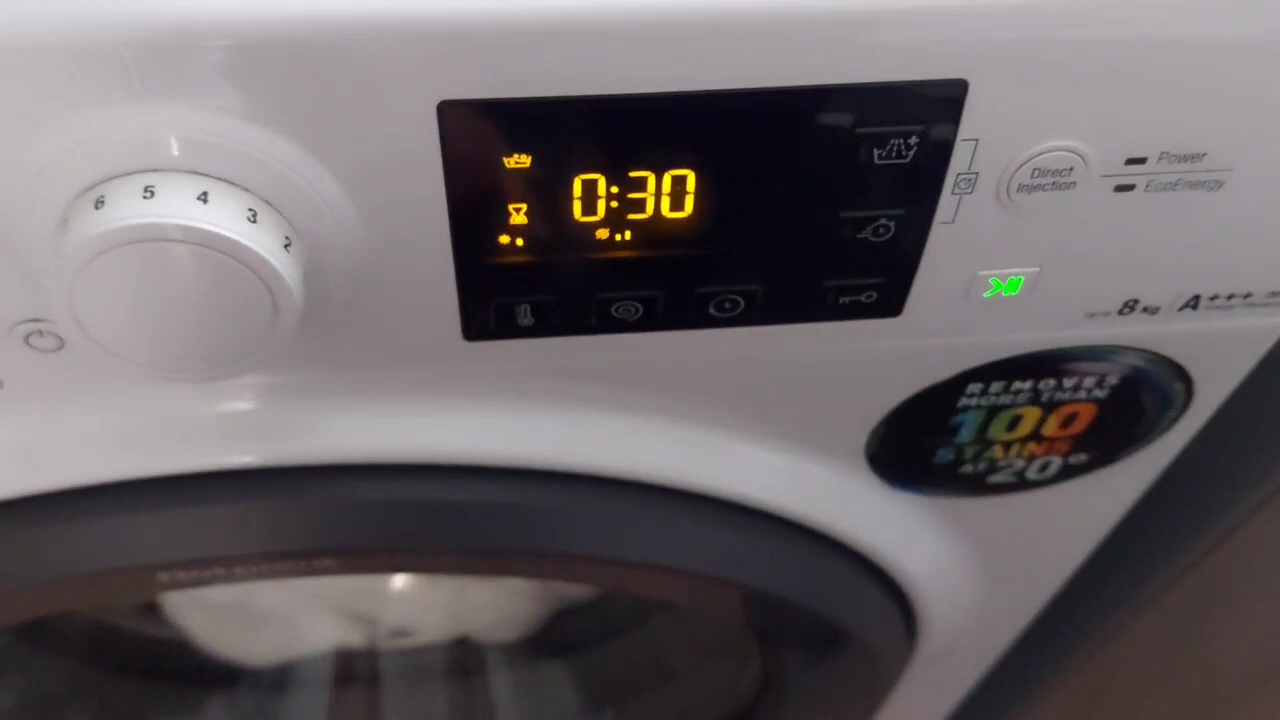 6 5 4 3 2
0:30
Direct
Injection
Power
EcoEnergy
8 kg
A+++
REMOVES
MORE THAN
100
STAINS
AT 20°